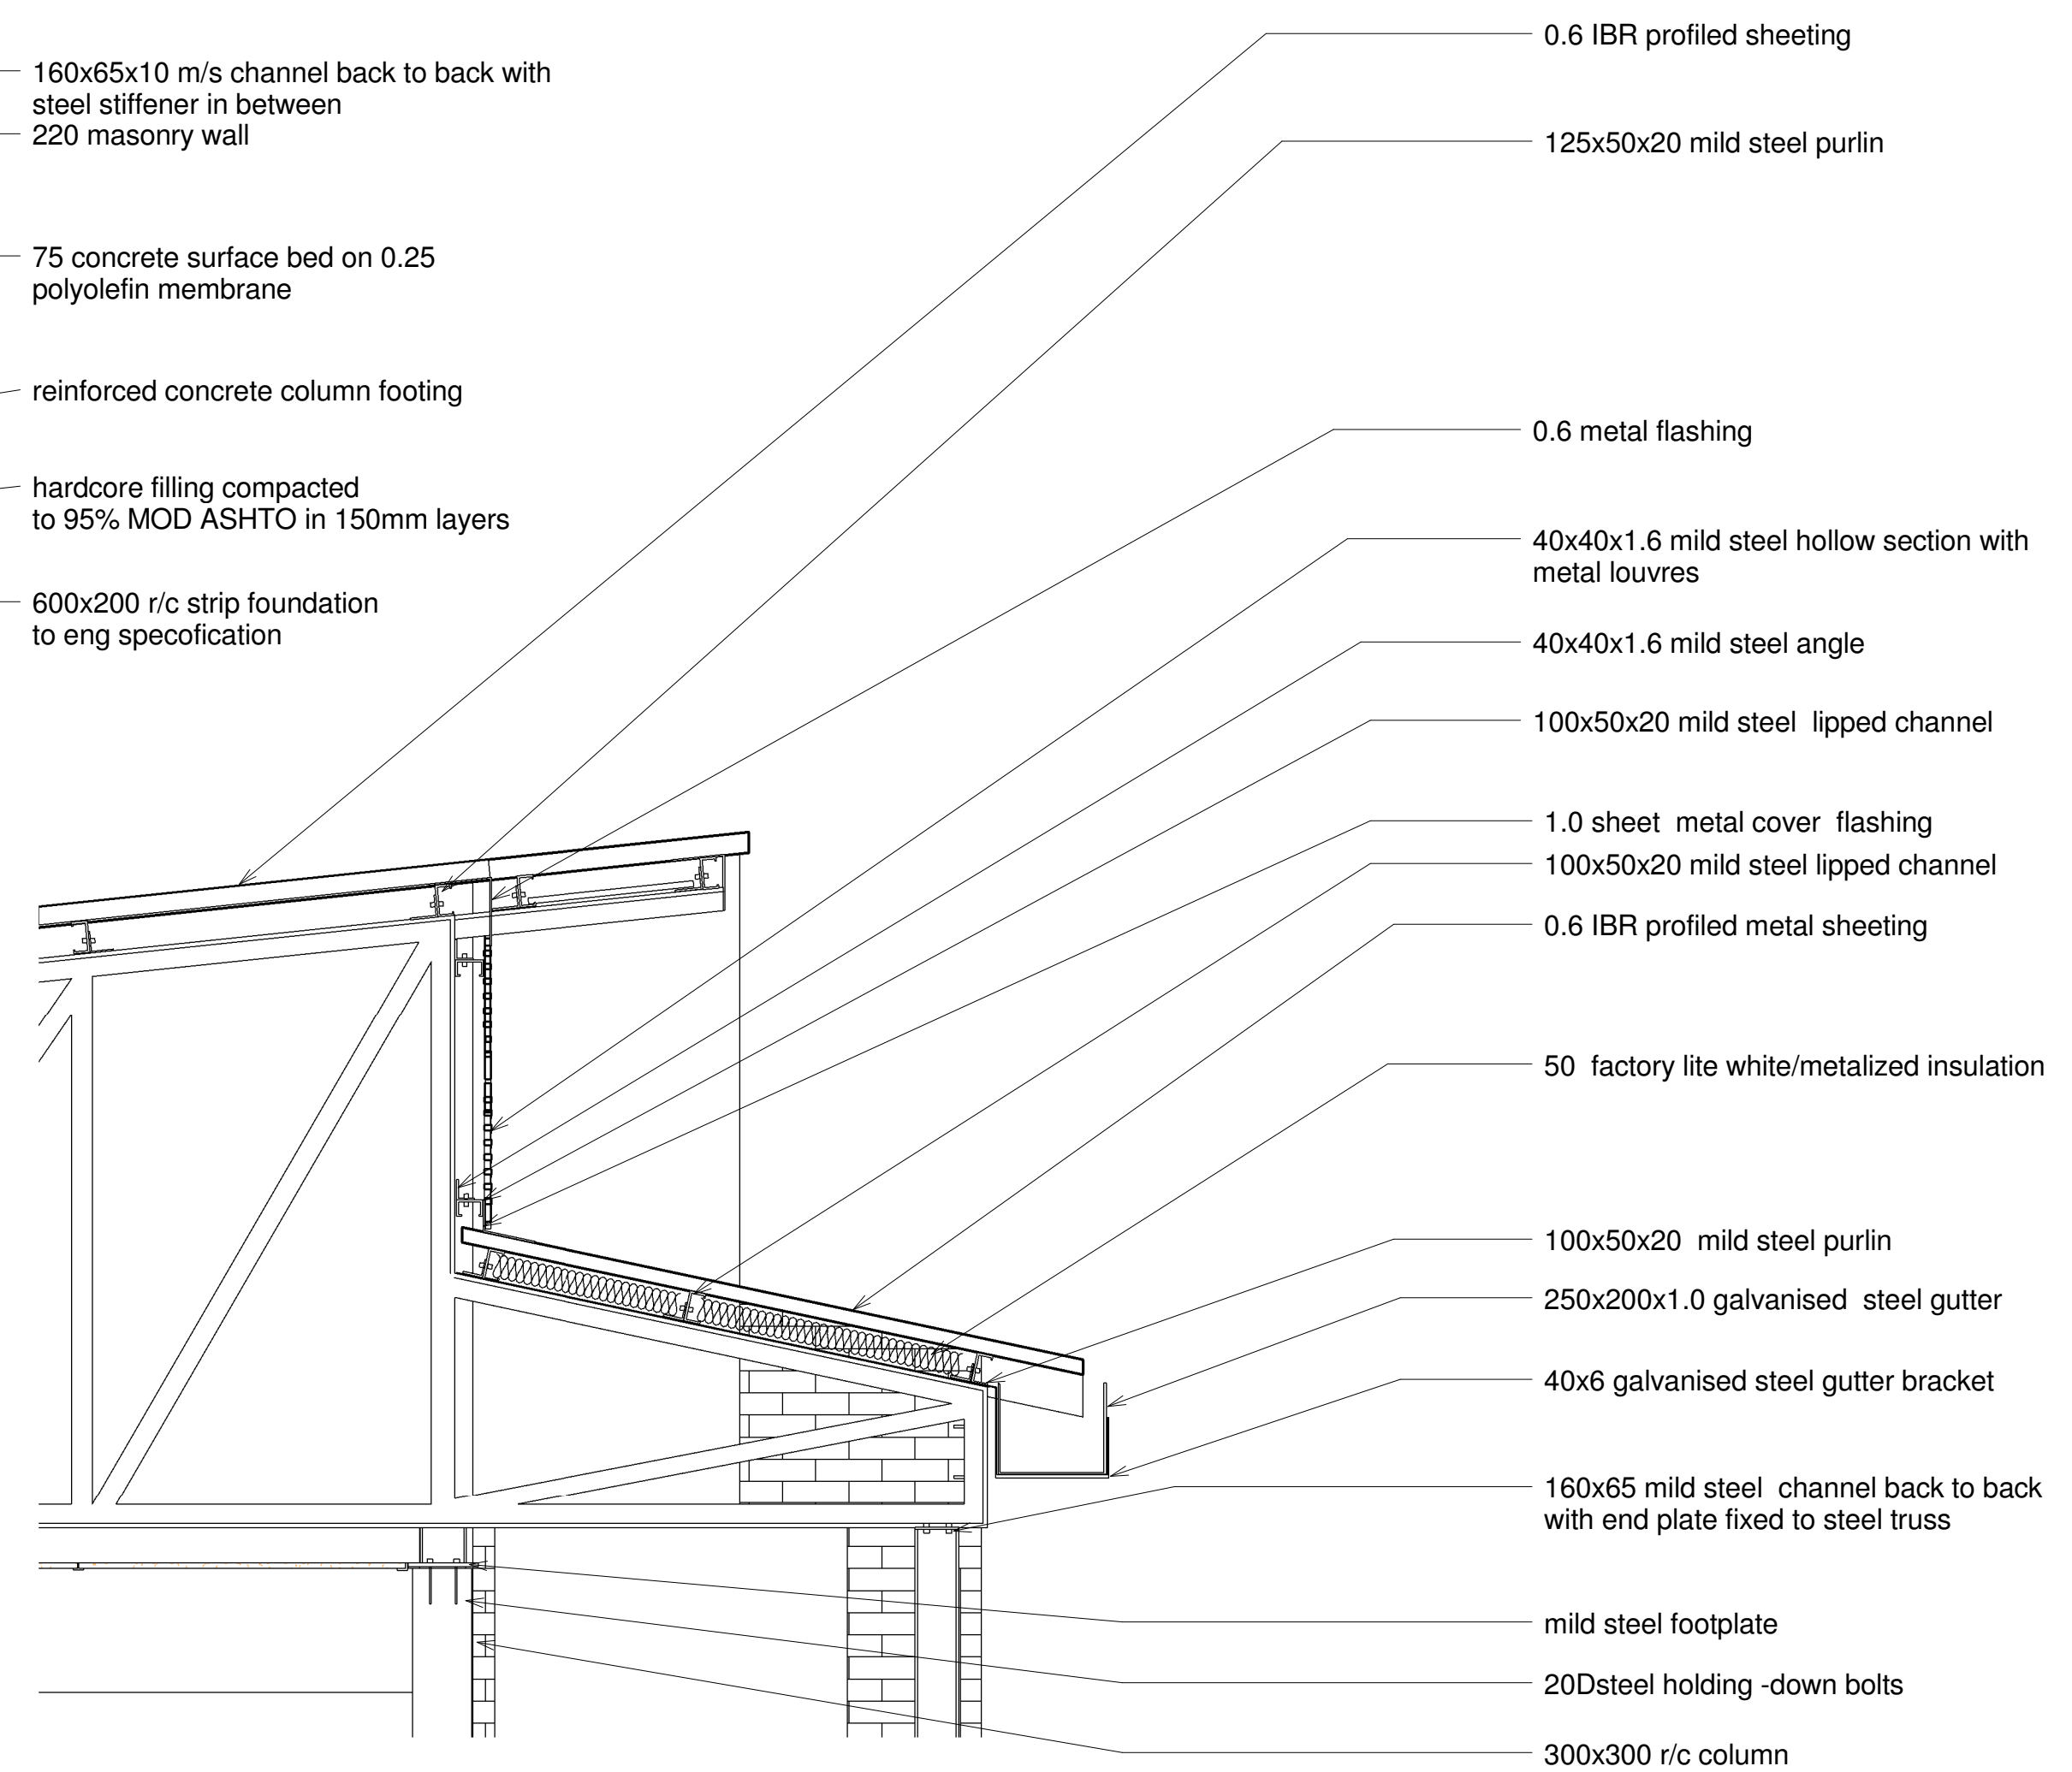 160x65x10 m/s channel back to back with
steel stiffener in between
220 masonry wall
75 concrete surface bed on 0.25
polyolefin membrane
reinforced concrete column footing
hardcore filling compacted
to 95% MOD ASHTO in 150mm layers
600x200 r/c strip foundation
to eng specofication
0.6 IBR profiled sheeting
125x50x20 mild steel purlin
0.6 metal flashing
40x40x1.6 mild steel hollow section with
metal louvres
40x40x1.6 mild steel angle
100x50x20 mild steel  lipped channel
1.0 sheet  metal cover  flashing
100x50x20 mild steel lipped channel
0.6 IBR profiled metal sheeting
50  factory lite white/metalized insulation
100x50x20  mild steel purlin
250x200x1.0 galvanised  steel gutter
40x6 galvanised steel gutter bracket
160x65 mild steel  channel back to back
with end plate fixed to steel truss
mild steel footplate
20Dsteel holding -down bolts
300x300 r/c column